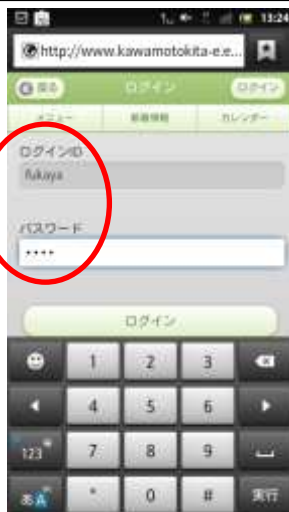 13:24
http://www.kawamotokita-e.e...
戻る ログイン ログイン
メニュー 新着情報 カレンダー
ログインID
fukaya
パスワード
••••
ログイン
1 2 3
4 5 6
123 7 8 9
あA * 0 # 実行